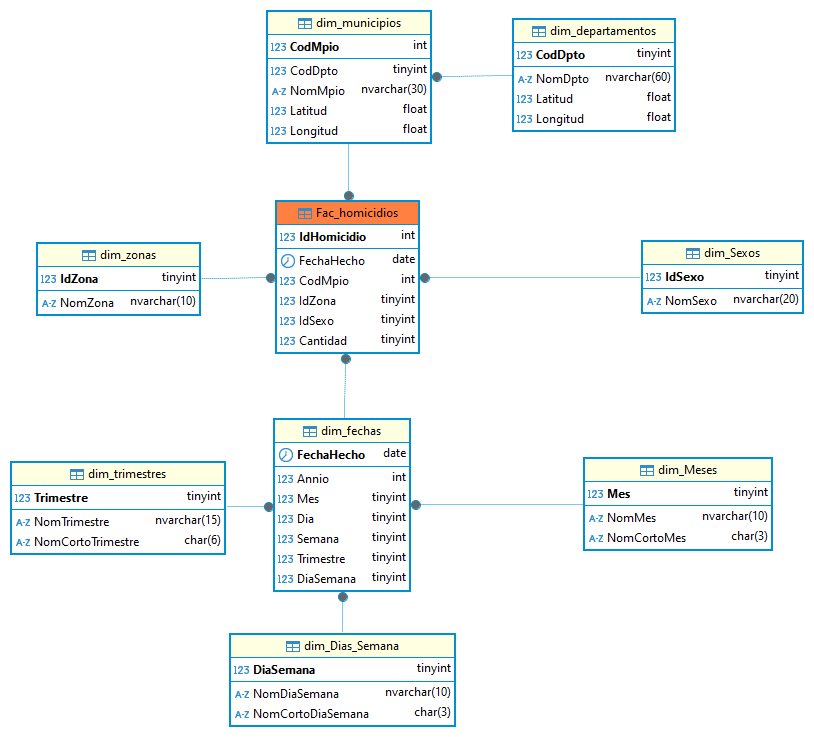 dim_municipios
123 CodMpio int
123 CodDpto tinyint
A-Z NomMpio nvarchar(30)
123 Latitud float
123 Longitud float
dim_departamentos
123 CodDpto tinyint
A-Z NomDpto nvarchar(60)
123 Latitud float
123 Longitud float
Fac_homicidios
123 IdHomicidio int
FechaHecho date
123 CodMpio int
123 IdZona tinyint
123 IdSexo tinyint
123 Cantidad tinyint
dim_zonas
123 IdZona tinyint
A-Z NomZona nvarchar(10)
dim_Sexos
123 IdSexo tinyint
A-Z NomSexo nvarchar(20)
dim_fechas
FechaHecho date
123 Annio int
123 Mes tinyint
123 Dia tinyint
123 Semana tinyint
123 Trimestre tinyint
123 DiaSemana tinyint
dim_trimestres
123 Trimestre tinyint
A-Z NomTrimestre nvarchar(15)
A-Z NomCortoTrimestre char(6)
dim_Meses
123 Mes tinyint
A-Z NomMes nvarchar(10)
A-Z NomCortoMes char(3)
dim_Dias_Semana
123 DiaSemana tinyint
A-Z NomDiaSemana nvarchar(10)
A-Z NomCortoDiaSemana char(3)